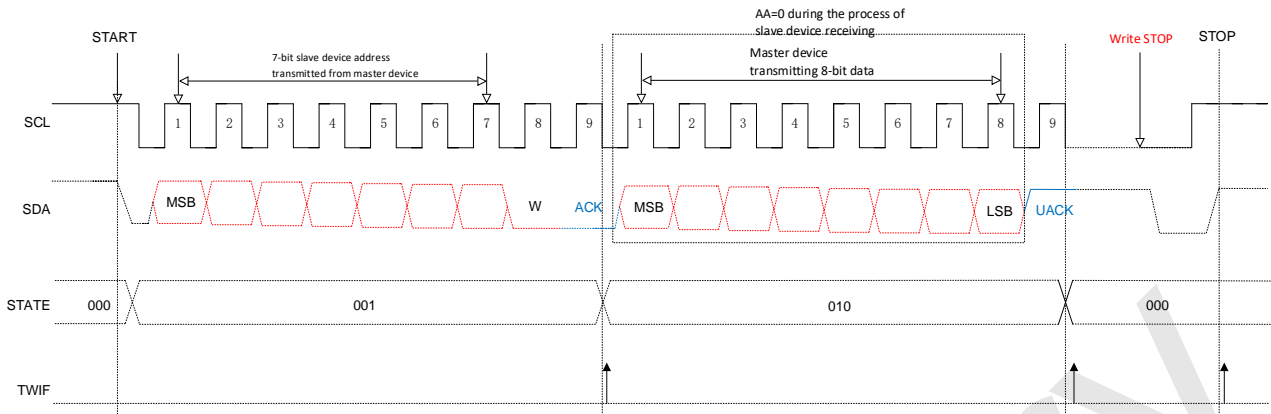 AA=0 during the process of
slave device receiving
START
7-bit slave device address
transmitted from master device
Master device
transmitting 8-bit data
Write STOP
STOP
SCL
1 2 3 4 5 6 7 8 9 1 2 3 4 5 6 7 8 9
SDA
MSB W ACK MSB LSB UACK
STATE
000 001 010 000
TWIF